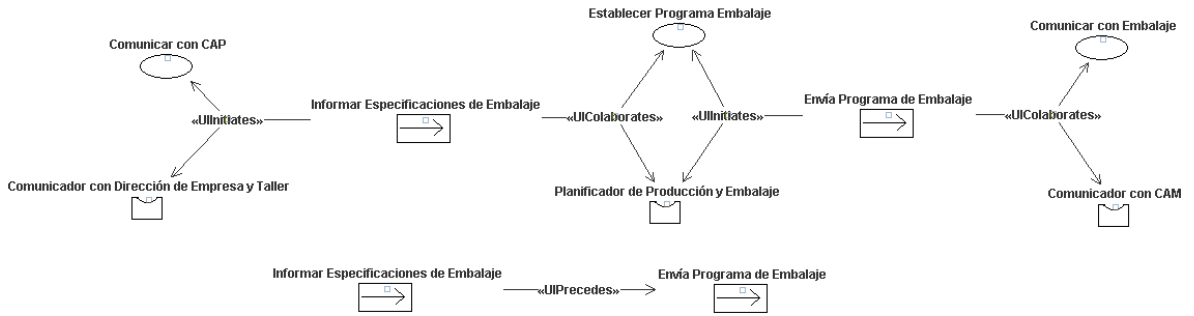 Establecer Programa Embalaje
Comunicar con Embalaje
Comunicar con CAP
Informar Especificaciones de Embalaje
Envía Programa de Embalaje
«UIInitiates»
«UIColaborates»
«UIInitiates»
«UIColaborates»
Comunicador con Dirección de Empresa y Taller
Planificador de Producción y Embalaje
Comunicador con CAM
Informar Especificaciones de Embalaje
«UIPrecedes»
Envía Programa de Embalaje